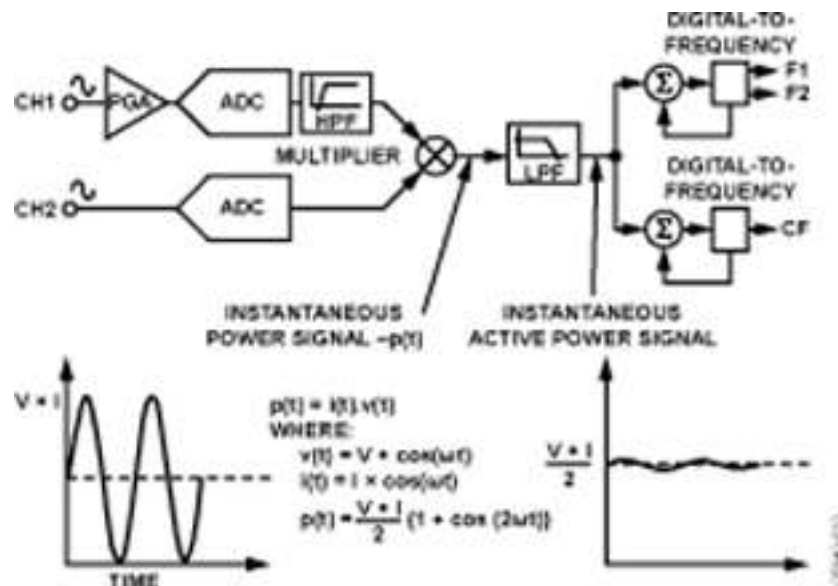 DIGITAL-TO-
FREQUENCY
CH1
PGA
ADC
HPF
F1
F2
MULTIPLIER
LPF
DIGITAL-TO-
FREQUENCY
CH2
ADC
Σ
Σ
CF
INSTANTANEOUS
POWER SIGNAL –p(t)
INSTANTANEOUS
ACTIVE POWER SIGNAL
V * I
p(t) = i(t).v(t)
WHERE:
v(t) = V * cos(ωt)
i(t) = I × cos(ωt)
p(t) = V * I / 2 {1 + cos (2ωt)}
V * I
2
TIME